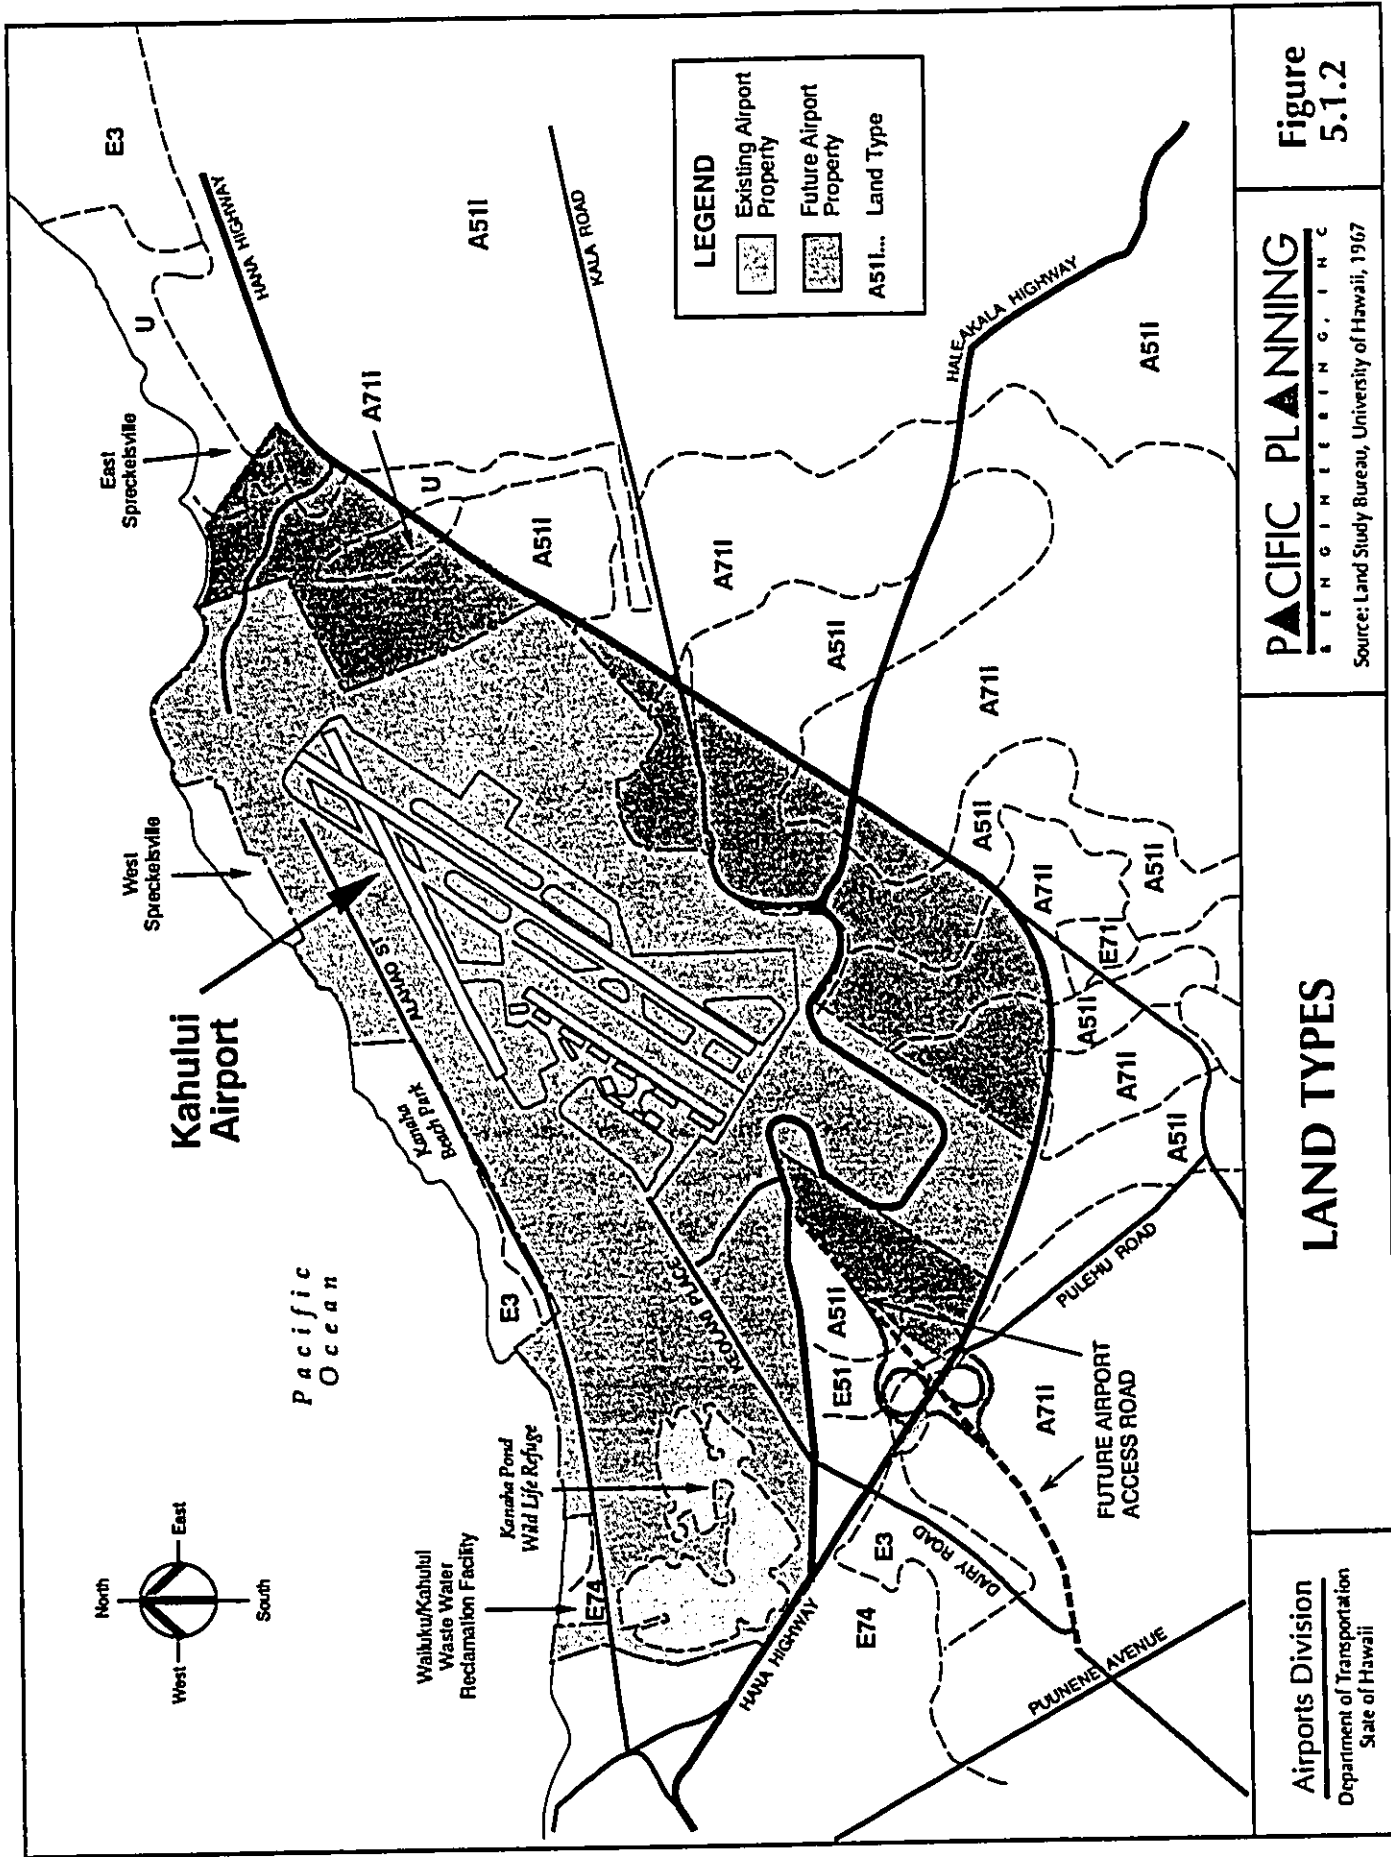 North
West
East
South
Pacific
Ocean
Kahului
Airport
West
Spreckelsville
East
Spreckelsville
U
E3
HANA HIGHWAY
A51I
KALA ROAD
A71I
U
A51I
A71I
A51I
A71I
HALEAKALA HIGHWAY
A51I
LEGEND
Existing Airport
Property
Future Airport
Property
A51I... Land Type
Wailuku/Kahului
Waste Water
Reclamation Facility
Kanaha Pond
Wild Life Refuge
Kanaha
Beach Park
ALAHAO ST
E3
E74
KEOLANI PLACE
A51I
E51
HANA HIGHWAY
E3
E74
DAIRY ROAD
PUUNENE AVENUE
FUTURE AIRPORT
ACCESS ROAD
A71I
PULEHU ROAD
A51I
A71I
A51I
E71
A71I
A51I
A51I
Airports Division
Department of Transportation
State of Hawaii
LAND TYPES
PACIFIC PLANNING
& ENGINEERING, INC
Source: Land Study Bureau, University of Hawaii, 1967
Figure
5.1.2